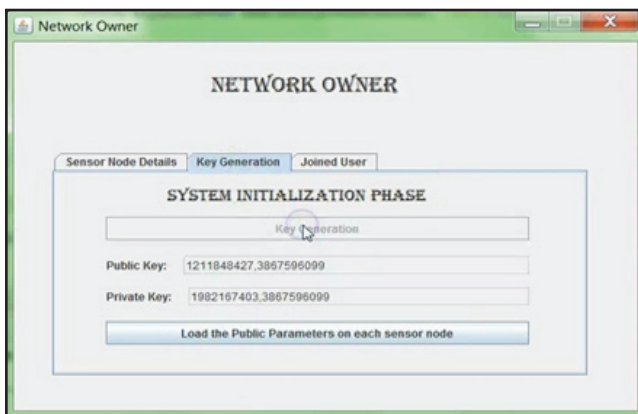 Network Owner
NETWORK OWNER
Sensor Node Details Key Generation Joined User
SYSTEM INITIALIZATION PHASE
Key Generation
Public Key: 1211848427,3867596099
Private Key: 1982167403,3867596099
Load the Public Parameters on each sensor node